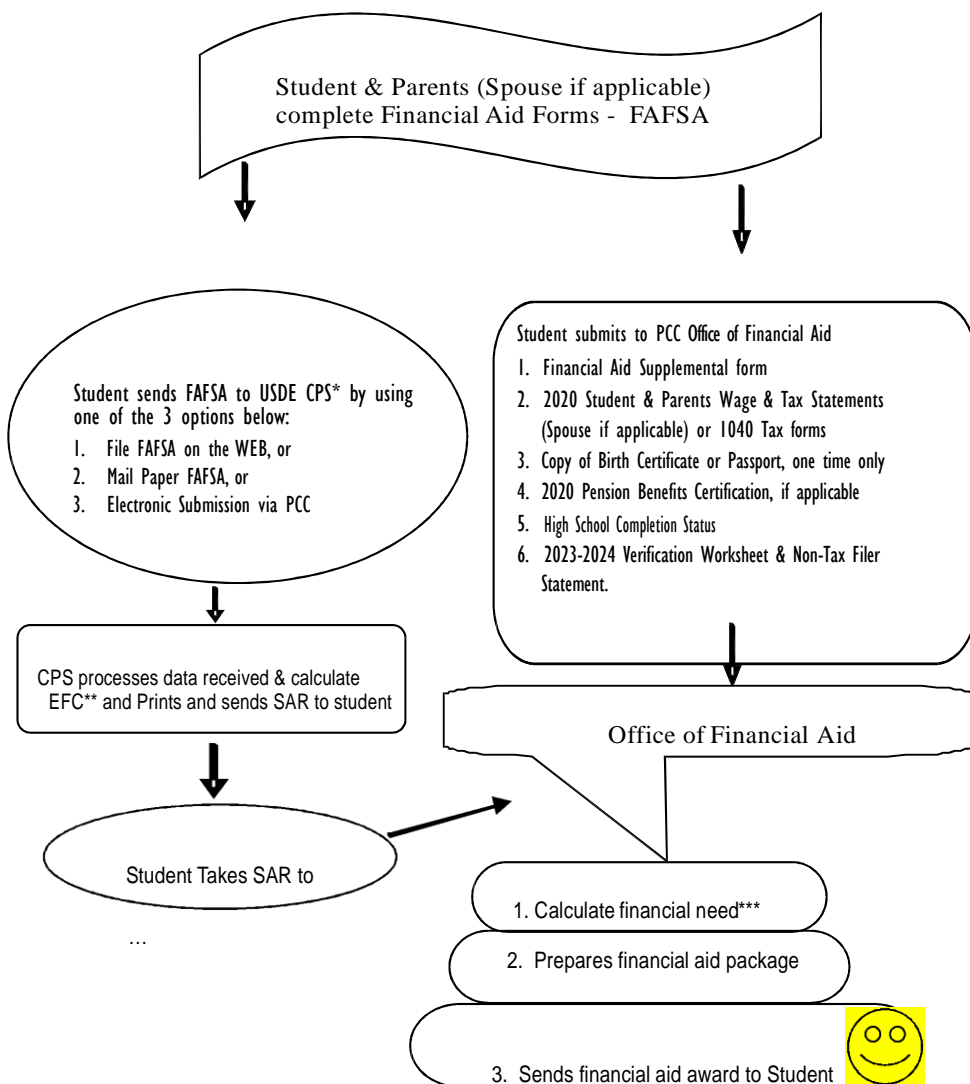 Student & Parents (Spouse if applicable)
complete Financial Aid Forms - FAFSA
Student sends FAFSA to USDE CPS* by using
one of the 3 options below:
1. File FAFSA on the WEB, or
2. Mail Paper FAFSA, or
3. Electronic Submission via PCC
Student submits to PCC Office of Financial Aid
1. Financial Aid Supplemental form
2. 2020 Student & Parents Wage & Tax Statements
(Spouse if applicable) or 1040 Tax forms
3. Copy of Birth Certificate or Passport, one time only
4. 2020 Pension Benefits Certification, if applicable
5. High School Completion Status
6. 2023-2024 Verification Worksheet & Non-Tax Filer
Statement.
CPS processes data received & calculate
EFC** and Prints and sends SAR to student
Office of Financial Aid
Student Takes SAR to
...
1. Calculate financial need***
2. Prepares financial aid package
3. Sends financial aid award to Student